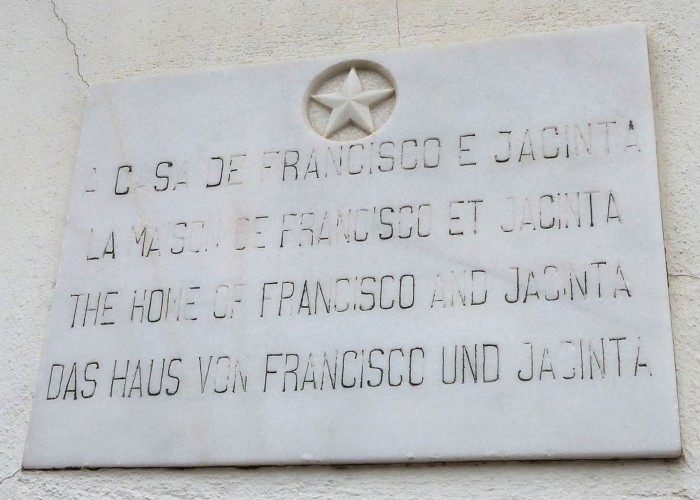 A CASA DE FRANCISCO E JACINTA
LA MAISON DE FRANCISCO ET JACINTA
THE HOME OF FRANCISCO AND JACINTA
DAS HAUS VON FRANCISCO UND JACINTA